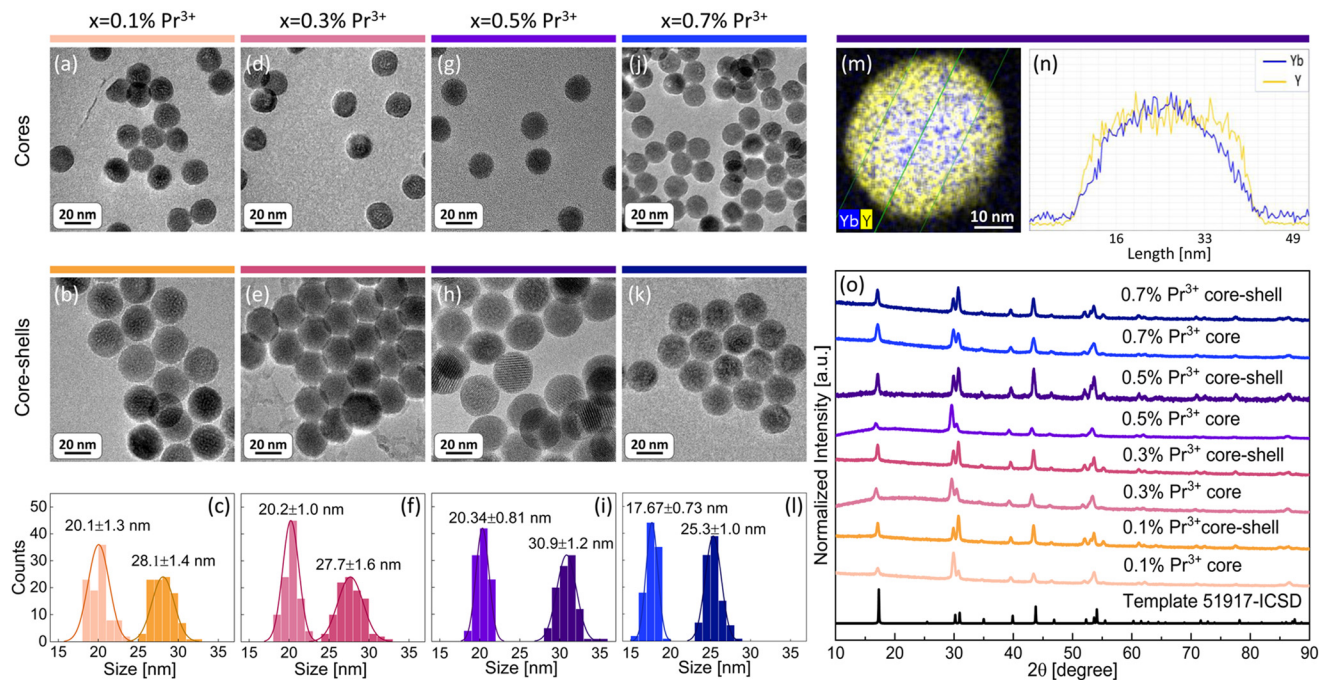 x=0.1% Pr³⁺
x=0.3% Pr³⁺
x=0.5% Pr³⁺
x=0.7% Pr³⁺
Cores
(a)
20 nm
(d)
20 nm
(g)
20 nm
(j)
20 nm
(m)
Yb Y
10 nm
(n)
Yb
Y
16 33 49
Length [nm]
Core-shells
(b)
20 nm
(e)
20 nm
(h)
20 nm
(k)
20 nm
Counts
50
40
30
20
10
0
(c)
20.1±1.3 nm
28.1±1.4 nm
15 20 25 30 35
Size [nm]
(f)
20.2±1.0 nm
27.7±1.6 nm
15 20 25 30 35
Size [nm]
(i)
20.34±0.81 nm
30.9±1.2 nm
15 20 25 30 35
Size [nm]
(l)
17.67±0.73 nm
25.3±1.0 nm
15 20 25 30 35
Size [nm]
(o)
Normalized Intensity [a.u.]
0.7% Pr³⁺ core-shell
0.7% Pr³⁺ core
0.5% Pr³⁺ core-shell
0.5% Pr³⁺ core
0.3% Pr³⁺ core-shell
0.3% Pr³⁺ core
0.1% Pr³⁺core-shell
0.1% Pr³⁺ core
Template 51917-ICSD
10 20 30 40 50 60 70 80 90
2θ [degree]